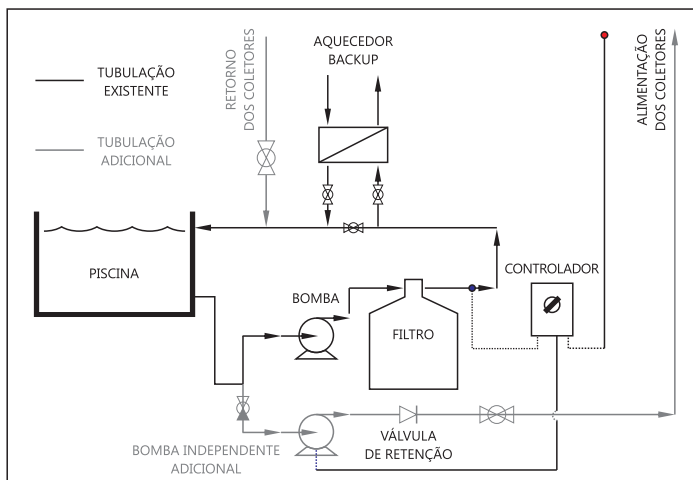 TUBULAÇÃO
EXISTENTE
TUBULAÇÃO
ADICIONAL
RETORNO
DOS COLETORES
AQUECEDOR
BACKUP
ALIMENTAÇÃO
DOS COLETORES
PISCINA
BOMBA
FILTRO
CONTROLADOR
BOMBA INDEPENDENTE
ADICIONAL
VÁLVULA
DE RETENÇÃO